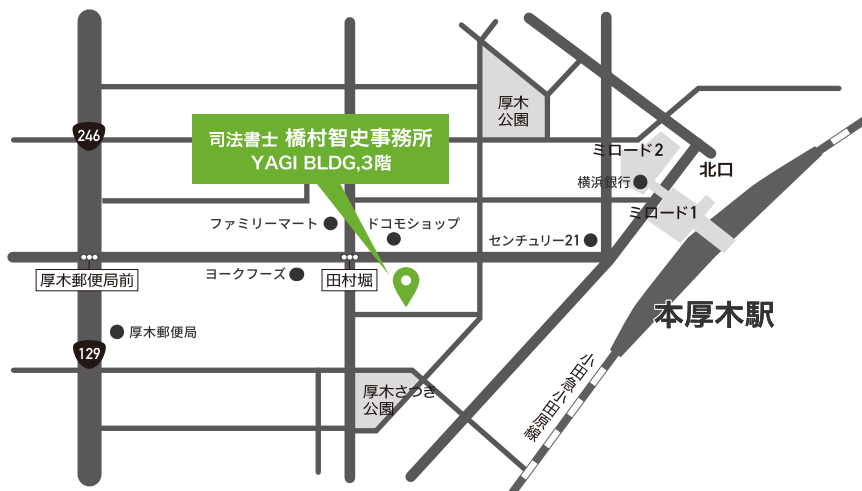 厚木
公園
246
司法書士 橋村智史事務所
YAGI BLDG,3階
ミロード2
北口
横浜銀行
ミロード1
ファミリーマート
ドコモショップ
センチュリー21
ヨークフーズ
厚木郵便局前
田村堀
本厚木駅
厚木郵便局
129
小田急小田原線
厚木さつき
公園